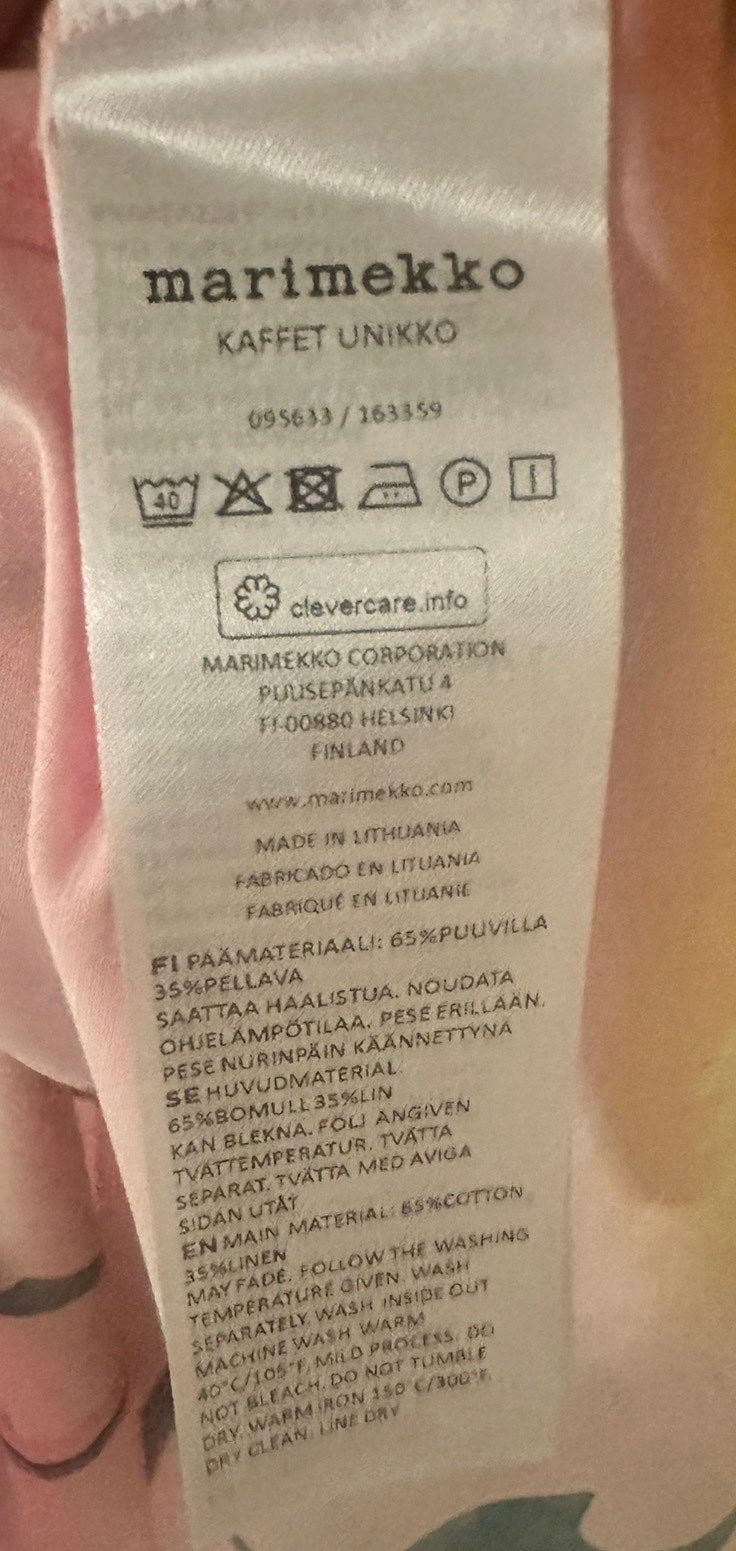 marimekko
KAFFET UNIKKO
095633 / 163359
40 P
clevercare.info
MARIMEKKO CORPORATION
PUUSEPÄNKATU 4
FI-00880 HELSINKI
FINLAND
www.marimekko.com
MADE IN LITHUANIA
FABRICADO EN LITUANIA
FABRIQUÉ EN LITUANIE
FI PÄÄMATERIAALI: 65%PUUVILLA
35%PELLAVA
SAATTAA HAALISTUA. NOUDATA
OHJELÄMPÖTILAA. PESE ERILLÄÄN.
PESE NURINPÄIN KÄÄNNETTYNÄ
SE HUVUDMATERIAL:
65%BOMULL35%LIN
KAN BLEKNA. FÖLJ ANGIVEN
TVÄTTEMPERATUR. TVÄTTA
SEPARAT. TVÄTTA MED AVIGA
SIDAN UTÅT
EN MAIN MATERIAL: 65%COTTON
35%LINEN
MAY FADE. FOLLOW THE WASHING
TEMPERATURE GIVEN. WASH
SEPARATELY. WASH INSIDE OUT
MACHINE WASH WARM
40°C/105°F, MILD PROCESS. DO
NOT BLEACH. DO NOT TUMBLE
DRY. WARM IRON 150°C/300°F.
DRY CLEAN. LINE DRY